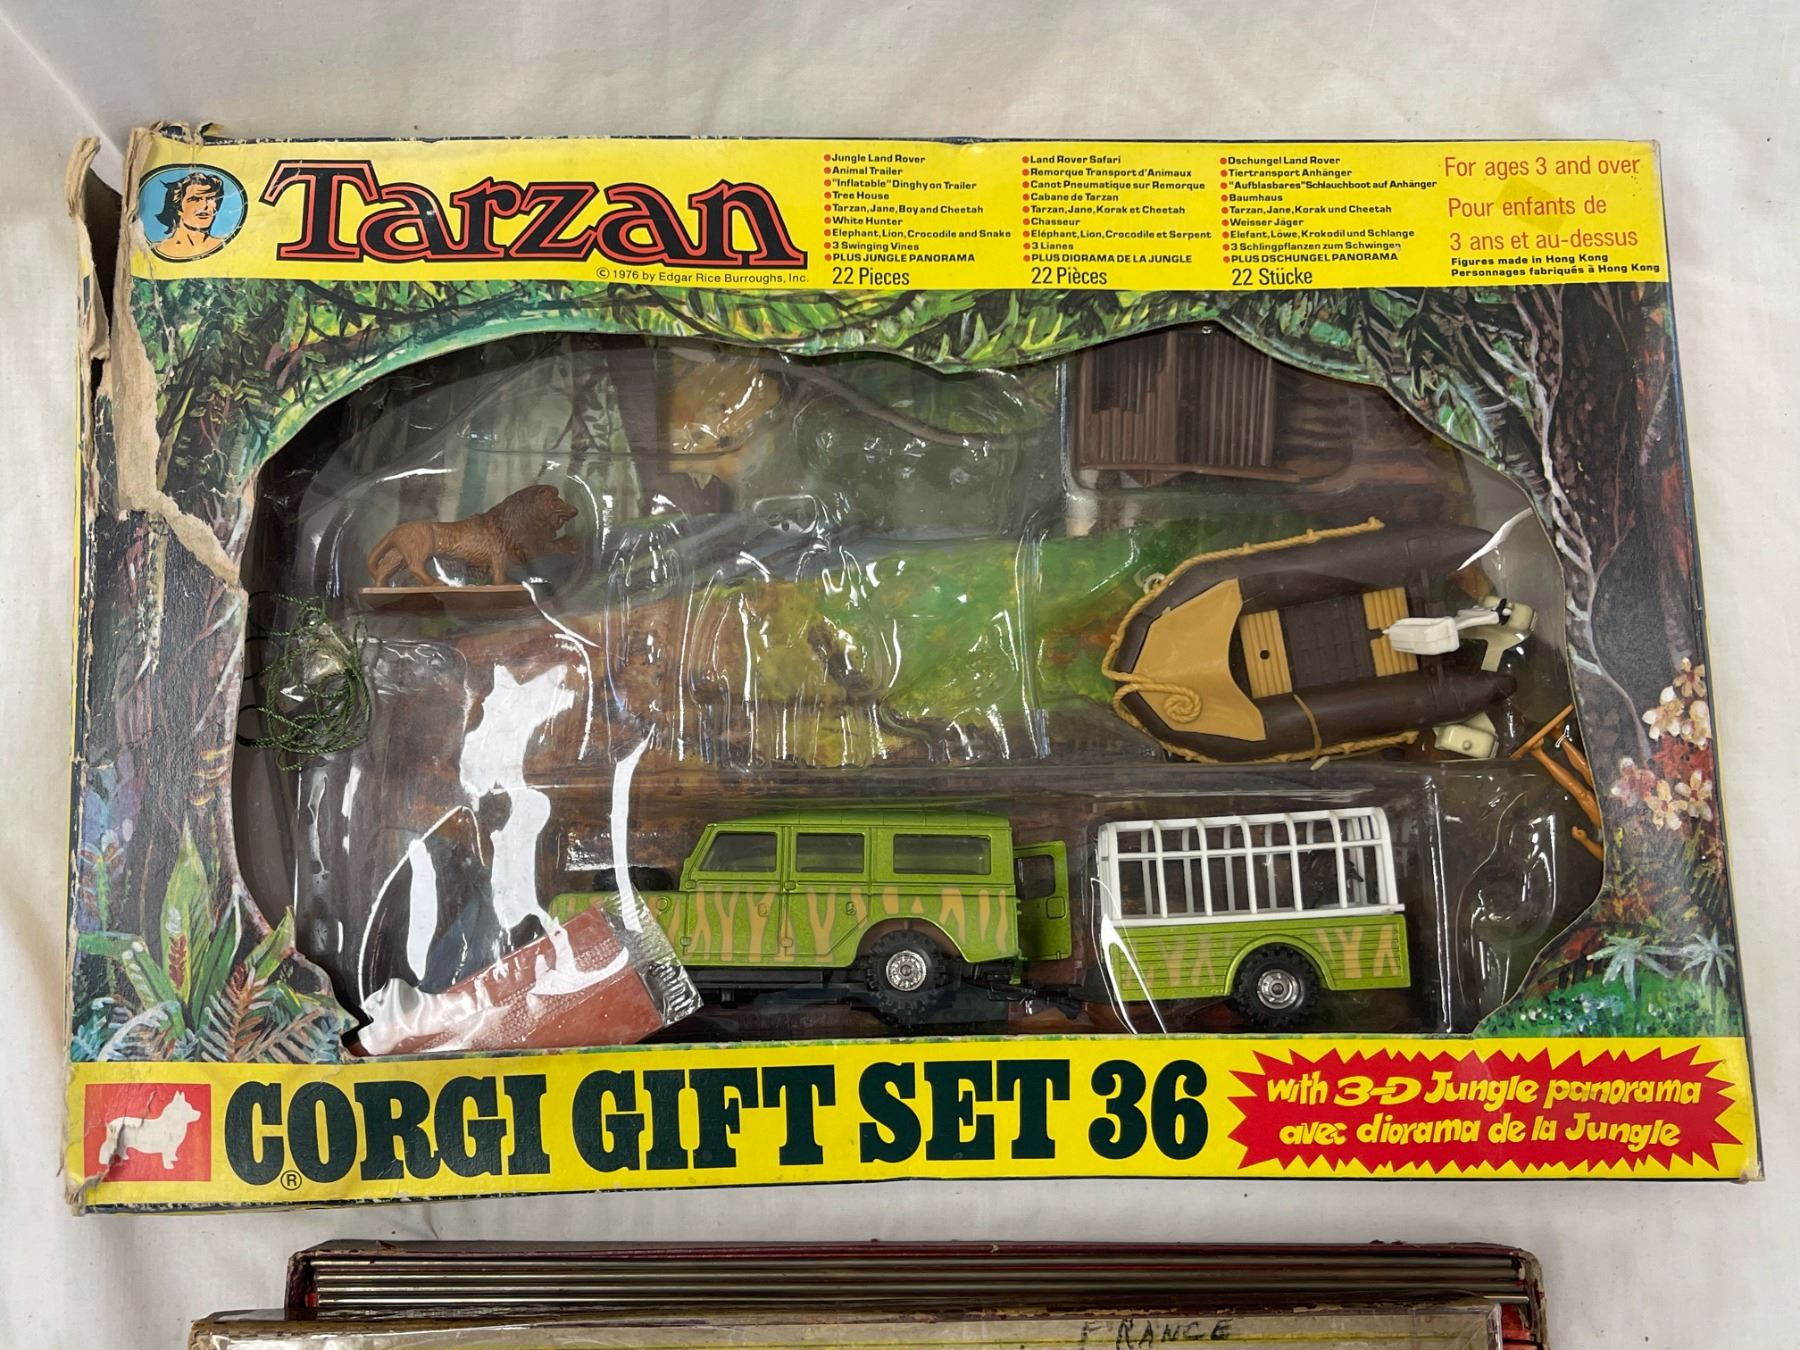 Tarzan
© 1976 by Edgar Rice Burroughs, Inc.
Jungle Land Rover
Animal Trailer
"Inflatable" Dinghy on Trailer
Tree House
Tarzan, Jane, Boy and Cheetah
White Hunter
Elephant, Lion, Crocodile and Snake
3 Swinging Vines
PLUS JUNGLE PANORAMA
22 Pieces
Land Rover Safari
Remorque Transport d'Animaux
Canot Pneumatique sur Remorque
Cabane de Tarzan
Tarzan, Jane, Korak et Cheetah
Chasseur
Eléphant, Lion, Crocodile et Serpent
3 Lianes
PLUS DIORAMA DE LA JUNGLE
22 Pièces
Dschungel Land Rover
Tiertransport Anhänger
"Aufblasbares" Schlauchboot auf Anhänger
Baumhaus
Tarzan, Jane, Korak und Cheetah
Weisser Jäger
Elefant, Löwe, Krokodil und Schlange
3 Schlingpflanzen zum Schwingen
PLUS DSCHUNGEL PANORAMA
22 Stücke
For ages 3 and over
Pour enfants de
3 ans et au-dessus
Figures made in Hong Kong
Personnages fabriqués à Hong Kong
CORGI GIFT SET 36
®
with 3-D Jungle panorama
avec diorama de la Jungle
FRANCE